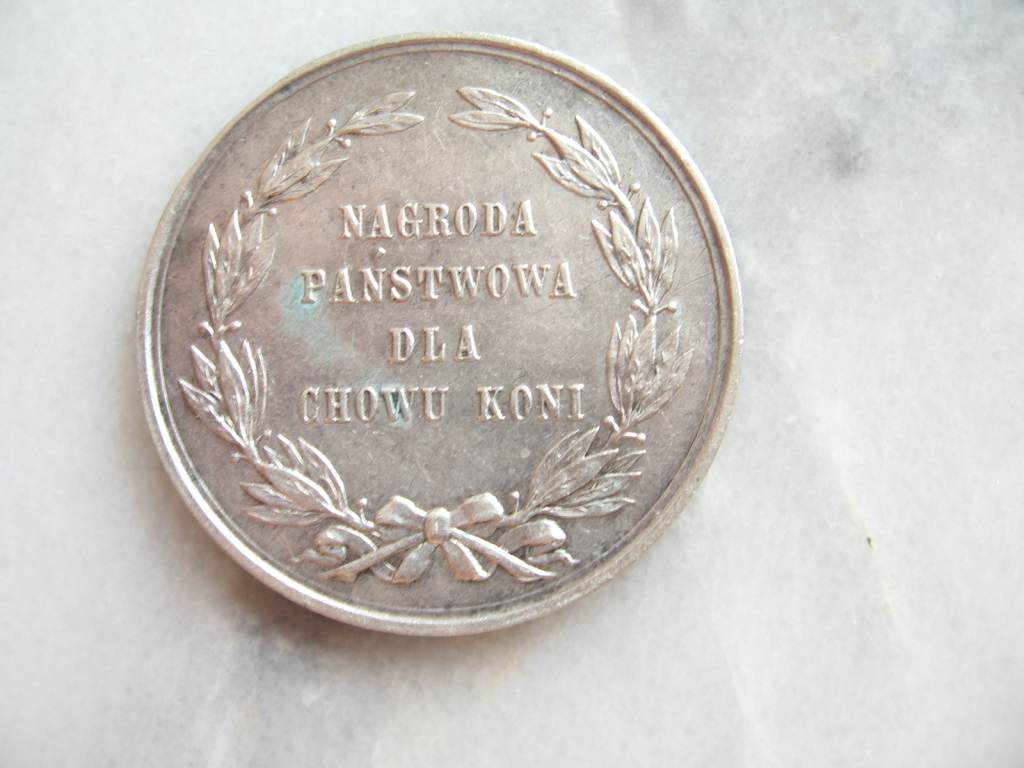 NAGRODA
PAŃSTWOWA
DLA
CHOWU KONI